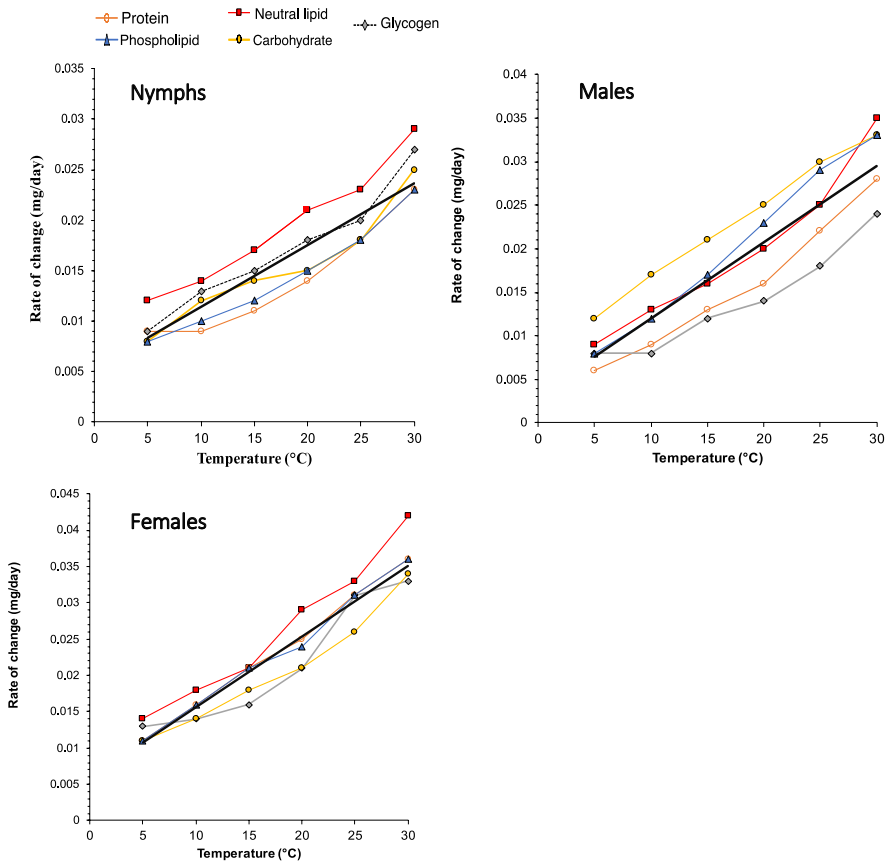 Protein Neutral lipid Glycogen
Phospholipid Carbohydrate
Nymphs
Rate of change (mg/day)
0.035
0.03
0.025
0.02
0.015
0.01
0.005
0
0 5 10 15 20 25 30
Temperature (°C)
Males
Rate of change (mg/day)
0.04
0.035
0.03
0.025
0.02
0.015
0.01
0.005
0
0 5 10 15 20 25 30
Temperature (°C)
Females
Rate of change (mg/day)
0.045
0.04
0.035
0.03
0.025
0.02
0.015
0.01
0.005
0
0 5 10 15 20 25 30
Temperature (°C)